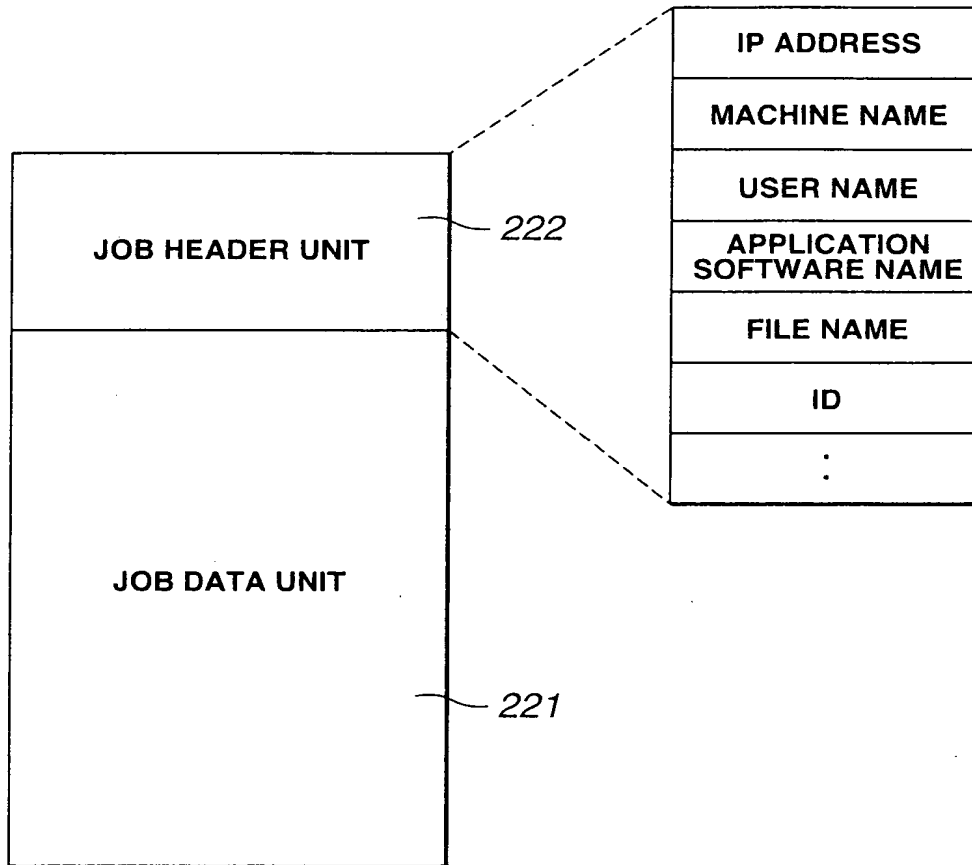 JOB HEADER UNIT
222
JOB DATA UNIT
221
IP ADDRESS
MACHINE NAME
USER NAME
APPLICATION
SOFTWARE NAME
FILE NAME
ID
: